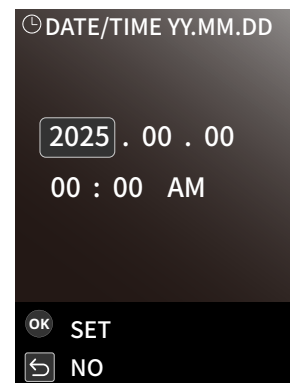 DATE/TIME YY.MM.DD
2025 . 00 . 00
00 : 00 AM
OK SET
NO